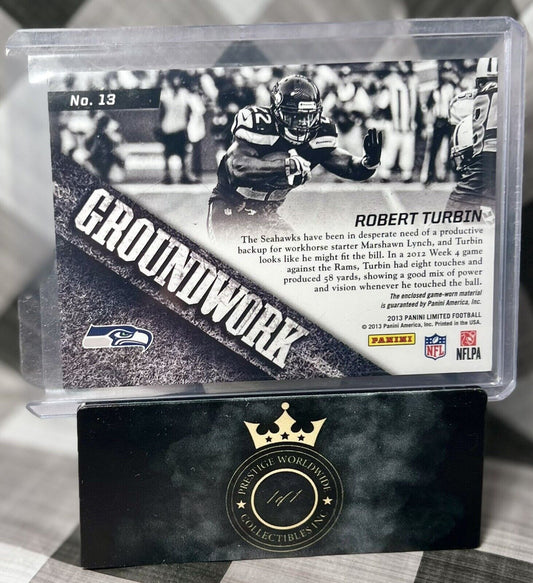 No. 13
22
GROUNDWORK
ROBERT TURBIN
The Seahawks have been in desperate need of a productive
backup for workhorse starter Marshawn Lynch, and Turbin
looks like he might fit the bill. In a 2012 Week 4 game
against the Rams, Turbin had eight touches and
produced 58 yards, showing a good mix of power
and vision whenever he touched the ball.
The enclosed game-worn material
is guaranteed by Panini America, Inc.
2013 PANINI LIMITED FOOTBALL
© 2013 Panini America, Inc. Printed in the USA.
PANINI
NFL
NFLPA
PRESTIGE WORLDWIDE
1 of 1
COLLECTIBLES INC